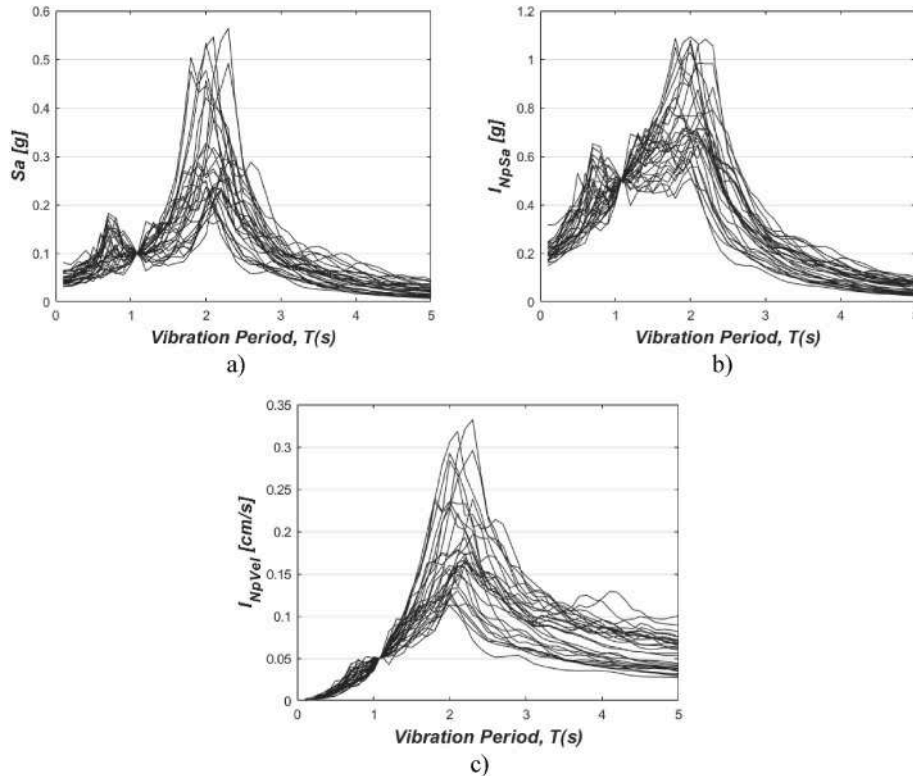 0.6
0.5
0.4
0.3
0.2
0.1
0
Sa [g]
0 1 2 3 4 5
Vibration Period, T(s)
a)
1.2
1
0.8
0.6
0.4
0.2
0
I_NpSa [g]
0 1 2 3 4 5
Vibration Period, T(s)
b)
0.35
0.3
0.25
0.2
0.15
0.1
0.05
0
I_NpVel [cm/s]
0 1 2 3 4 5
Vibration Period, T(s)
c)